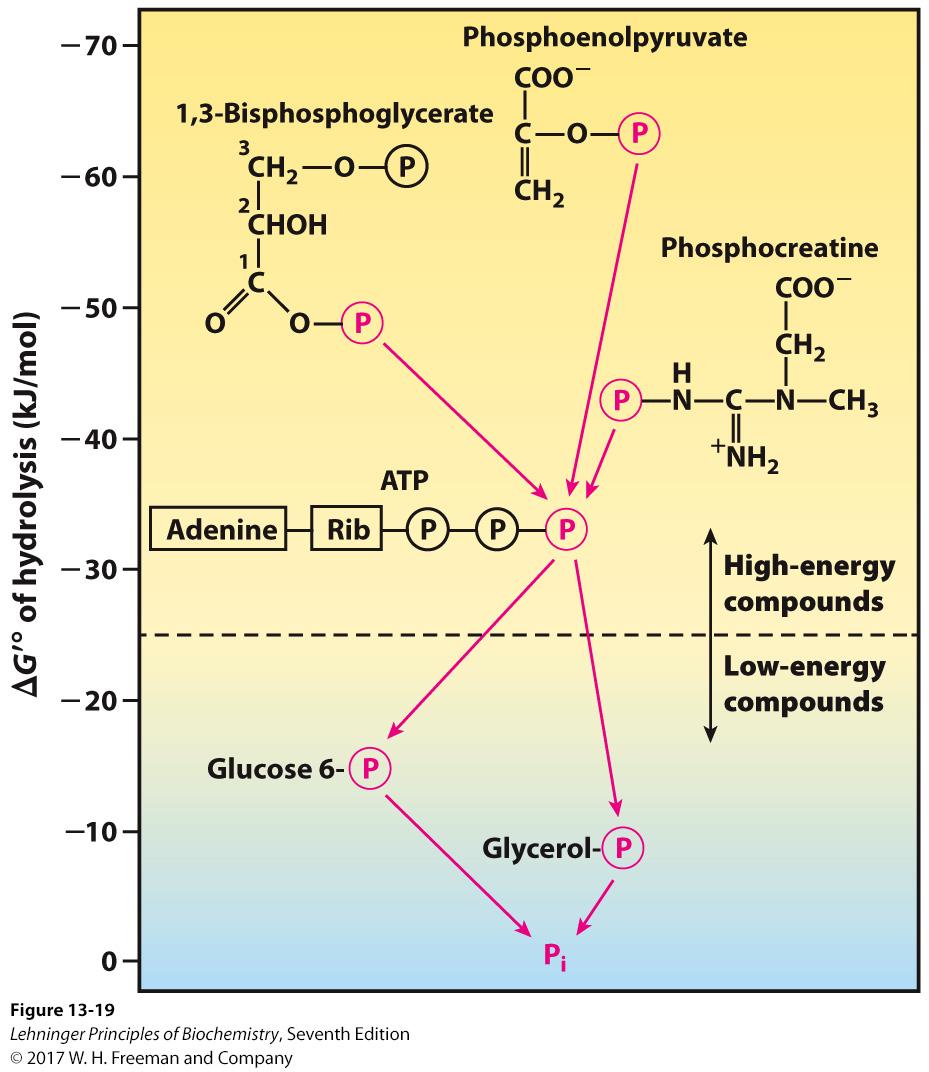 ΔG′° of hydrolysis (kJ/mol)
−70
−60
−50
−40
−30
−20
−10
0
Phosphoenolpyruvate
COO−
C—O—P
CH2
1,3-Bisphosphoglycerate
3
CH2—O—P
2
CHOH
1
C
O O—P
Phosphocreatine
COO−
CH2
H
P—N—C—N—CH3
+NH2
ATP
Adenine Rib P P P
High-energy
compounds
Low-energy
compounds
Glucose 6-P
Glycerol-P
Pi
Figure 13-19
Lehninger Principles of Biochemistry, Seventh Edition
© 2017 W. H. Freeman and Company